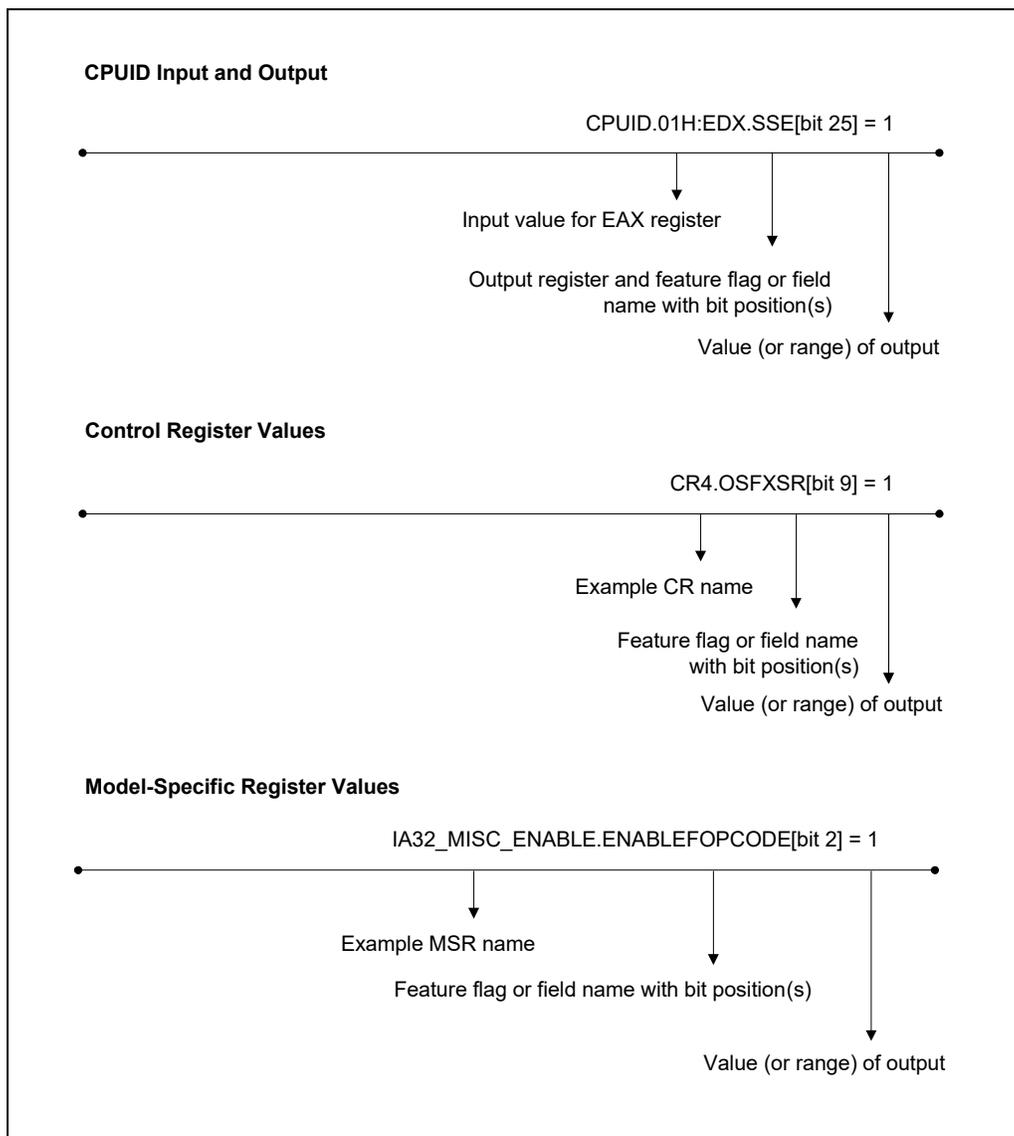 CPUID Input and Output
CPUID.01H:EDX.SSE[bit 25] = 1
Input value for EAX register
Output register and feature flag or field
name with bit position(s)
Value (or range) of output
Control Register Values
CR4.OSFXSR[bit 9] = 1
Example CR name
Feature flag or field name
with bit position(s)
Value (or range) of output
Model-Specific Register Values
IA32_MISC_ENABLE.ENABLEFOPCODE[bit 2] = 1
Example MSR name
Feature flag or field name with bit position(s)
Value (or range) of output